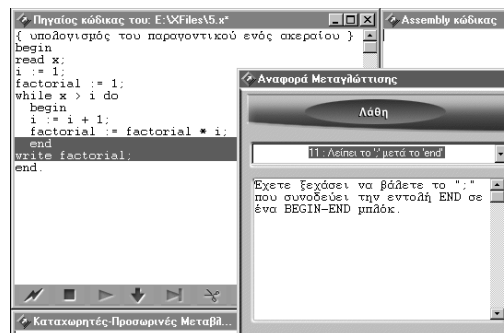 Πηγαίος κώδικας του: E:\XFiles\5.x*
{ υπολογισμός του παραγοντικού ενός ακεραίου }
begin
read x;
i := 1;
factorial := 1;
while x > i do
begin
i := i + 1;
factorial := factorial * i;
end
write factorial;
end.
Assembly κώδικας
Αναφορά Μεταγλώττισης
Λάθη
11 : Λείπει το ';' μετά το 'end'
Έχετε ξεχάσει να βάλετε το ";"
που συνοδεύει την εντολή END σε
ένα BEGIN-END μπλόκ.
Καταχωρητές-Προσωρινές Μεταβλ...